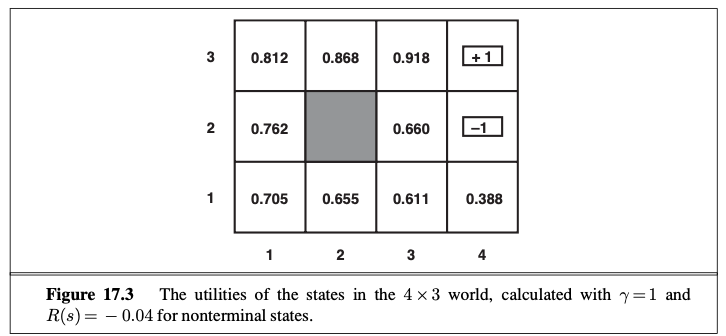 3 0.812 0.868 0.918 +1
2 0.762 0.660 –1
1 0.705 0.655 0.611 0.388
1 2 3 4
Figure 17.3 The utilities of the states in the 4 × 3 world, calculated with γ = 1 and
R(s) = − 0.04 for nonterminal states.